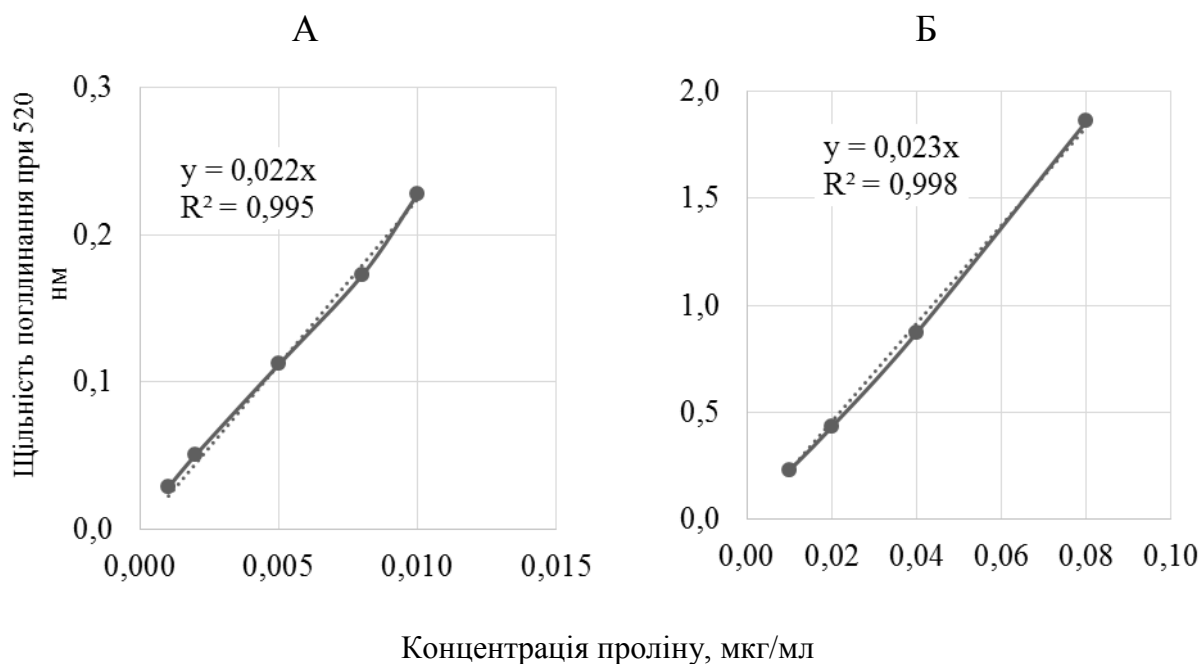 А
Б
Щільність погллинання при 520
нм
0,3
0,2
0,1
0,0
y = 0,022x
R² = 0,995
0,000
0,005
0,010
0,015
2,0
1,5
1,0
0,5
0,0
y = 0,023x
R² = 0,998
0,00
0,02
0,04
0,06
0,08
0,10
Концентрація проліну, мкг/мл